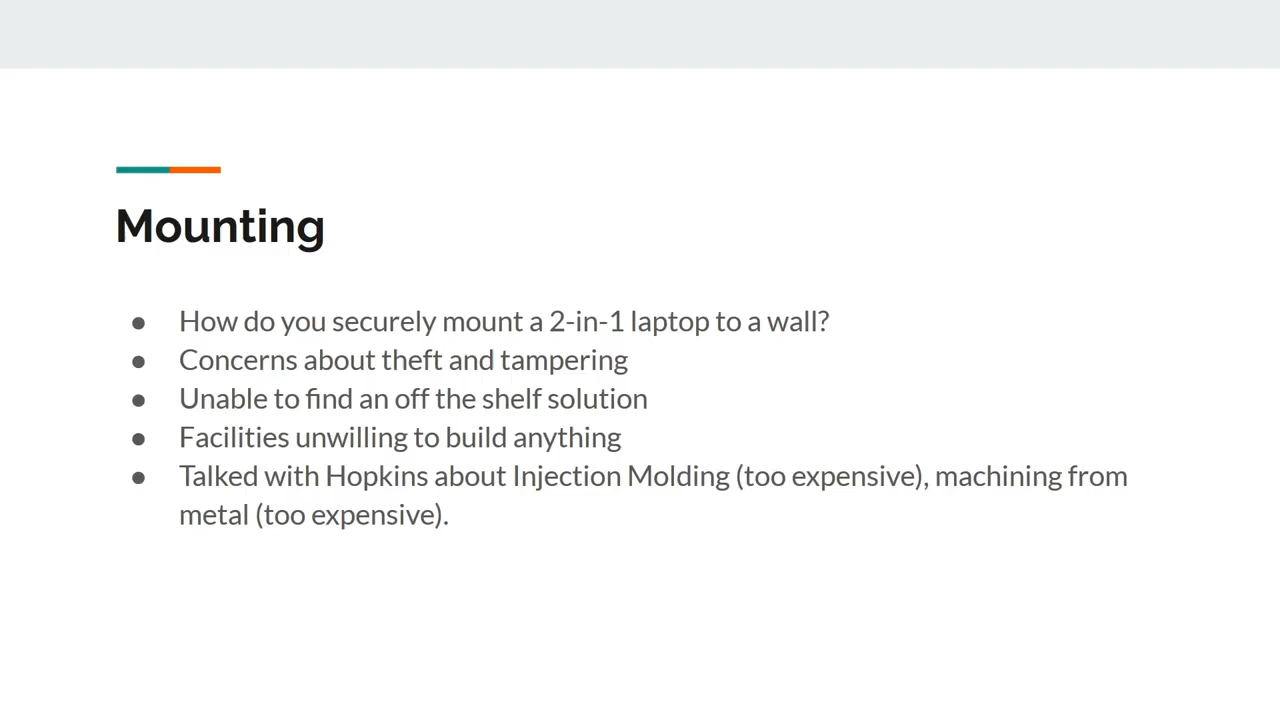 Mounting
● How do you securely mount a 2-in-1 laptop to a wall?
● Concerns about theft and tampering
● Unable to find an off the shelf solution
● Facilities unwilling to build anything
● Talked with Hopkins about Injection Molding (too expensive), machining from
metal (too expensive).